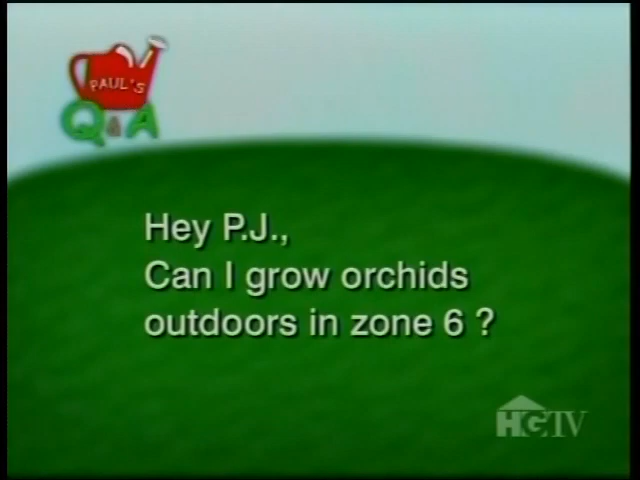 PAUL'S
Q&A
Hey P.J.,
Can I grow orchids
outdoors in zone 6 ?
HGTV